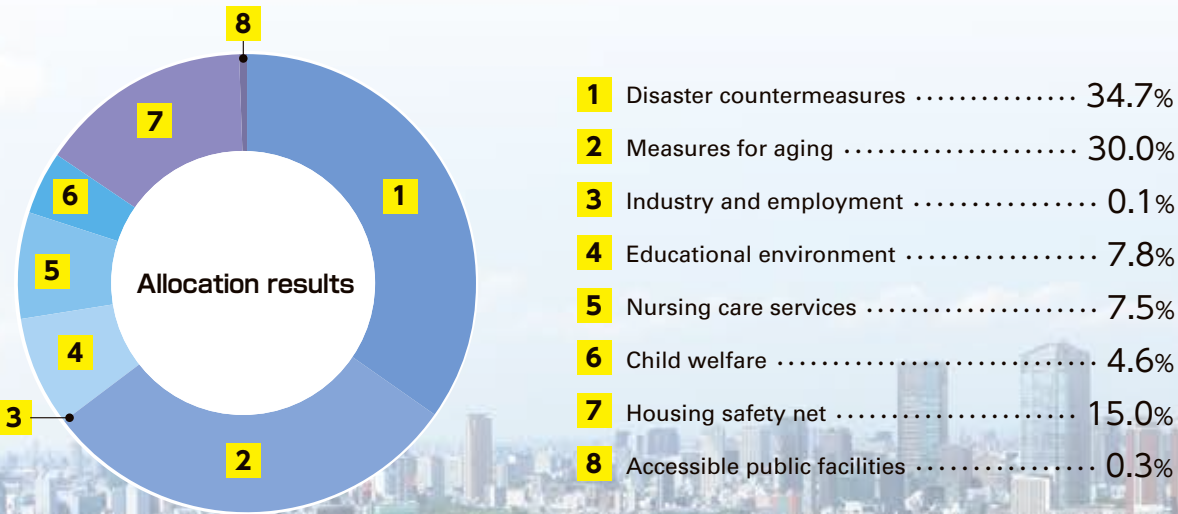 8
7
6
5
4
3
2
1
Allocation results
1 Disaster countermeasures ··············· 34.7%
2 Measures for aging ····················· 30.0%
3 Industry and employment ················ 0.1%
4 Educational environment ················· 7.8%
5 Nursing care services ···················· 7.5%
6 Child welfare ····························· 4.6%
7 Housing safety net ······················ 15.0%
8 Accessible public facilities ··············· 0.3%